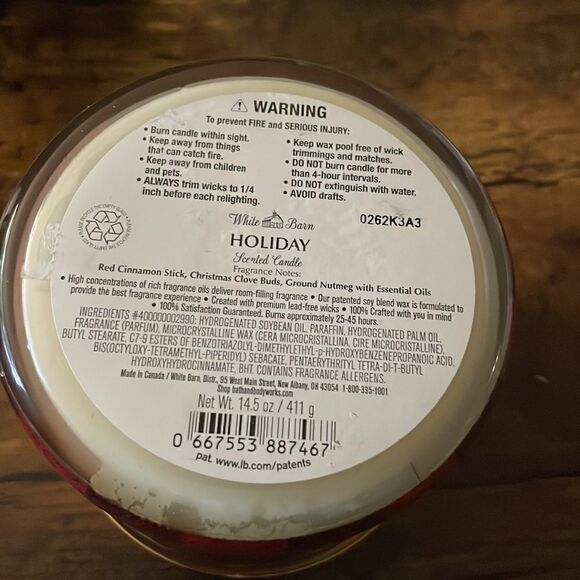 ⚠ WARNING
To prevent FIRE and SERIOUS INJURY:
• Burn candle within sight.
• Keep away from things
that can catch fire.
• Keep away from children
and pets.
• ALWAYS trim wicks to 1/4
inch before each relighting.
• Keep wax pool free of wick
trimmings and matches.
• DO NOT burn candle for more
than 4-hour intervals.
• DO NOT extinguish with water.
• AVOID drafts.
White Barn
0262K3A3
HOLIDAY
Scented Candle
Fragrance Notes:
Red Cinnamon Stick, Christmas Clove Buds, Ground Nutmeg with Essential Oils
• High concentrations of rich fragrance oils deliver room-filling fragrance • Our patented soy blend wax is formulated to
provide the best fragrance experience • Created with premium lead-free wicks • 100% Crafted with you in mind
• 100% Satisfaction Guaranteed. Burns approximately 25-45 hours.
INGREDIENTS #40000002990: HYDROGENATED SOYBEAN OIL, PARAFFIN, HYDROGENATED PALM OIL,
FRAGRANCE (PARFUM), MICROCRYSTALLINE WAX (CERA MICROCRISTALLINA, CIRE MICROCRISTALLINE),
BUTYL STEARATE, C7-9 ESTERS OF BENZOTRIAZOLYL-DIMETHYLETHYL-p-HYDROXYBENZENEPROPANOIC ACID,
BIS(OCTYLOXY-TETRAMETHYL-PIPERIDYL) SEBACATE, PENTAERYTHRITYL TETRA-DI-T-BUTYL
HYDROXYHYDROCINNAMATE, BHT. CONTAINS FRAGRANCE ALLERGENS.
Made in Canada / White Barn, Distr., 95 West Main Street, New Albany, OH 43054 1-800-335-1001
Shop bathandbodyworks.com
Net Wt. 14.5 oz / 411 g
0 667553 887467
pat. www.lb.com/patents